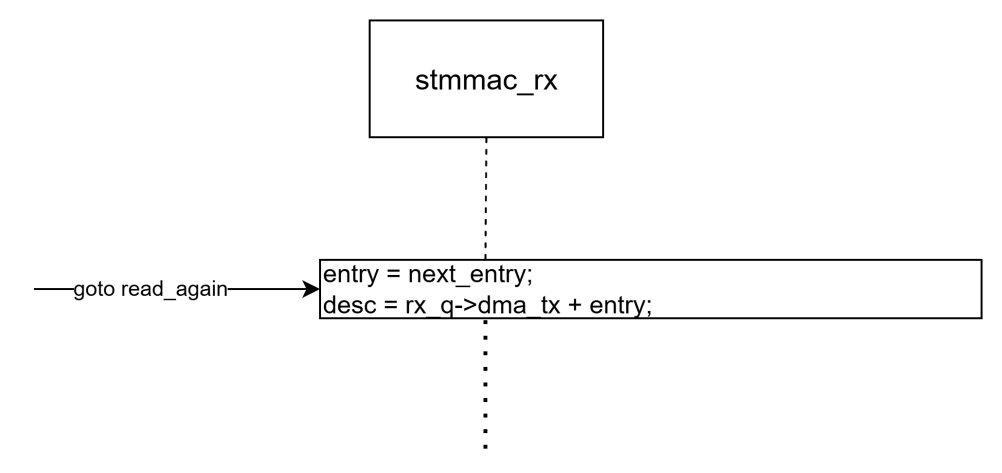 stmmac_rx
entry = next_entry;
goto read_again
desc = rx_q->dma_tx + entry;